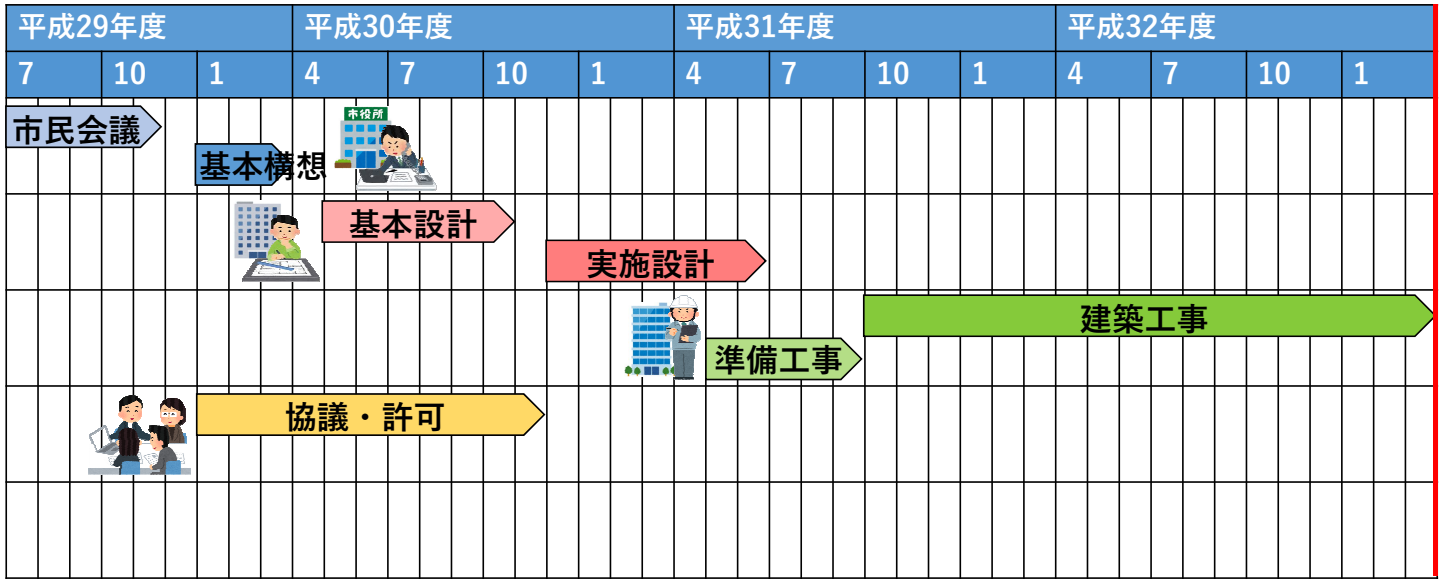 平成29年度 平成30年度 平成31年度 平成32年度
7 10 1 4 7 10 1 4 7 10 1 4 7 10 1
市民会議
市役所
基本構想
基本設計
実施設計
建築工事
準備工事
協議・許可